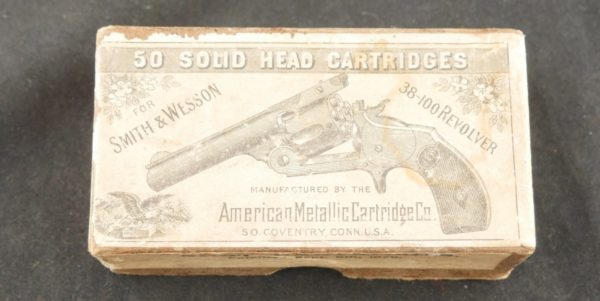 50 SOLID HEAD CARTRIDGES
FOR
SMITH & WESSON
38-100 REVOLVER
MANUFACTURED BY THE
American Metallic Cartridge Co.
SO. COVENTRY, CONN. U.S.A.